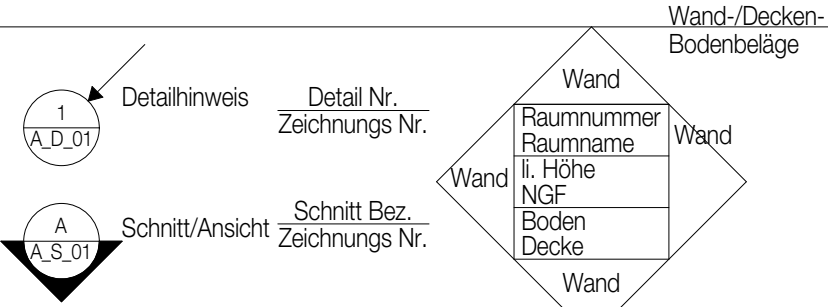 Wand-/Decken-
Bodenbeläge
1
A_D_01
Detailhinweis
Detail Nr.
Zeichnungs Nr.
A
A_S_01
Schnitt/Ansicht
Schnitt Bez.
Zeichnungs Nr.
Wand
Wand
Raumnummer
Raumname
li. Höhe
NGF
Boden
Decke
Wand
Wand